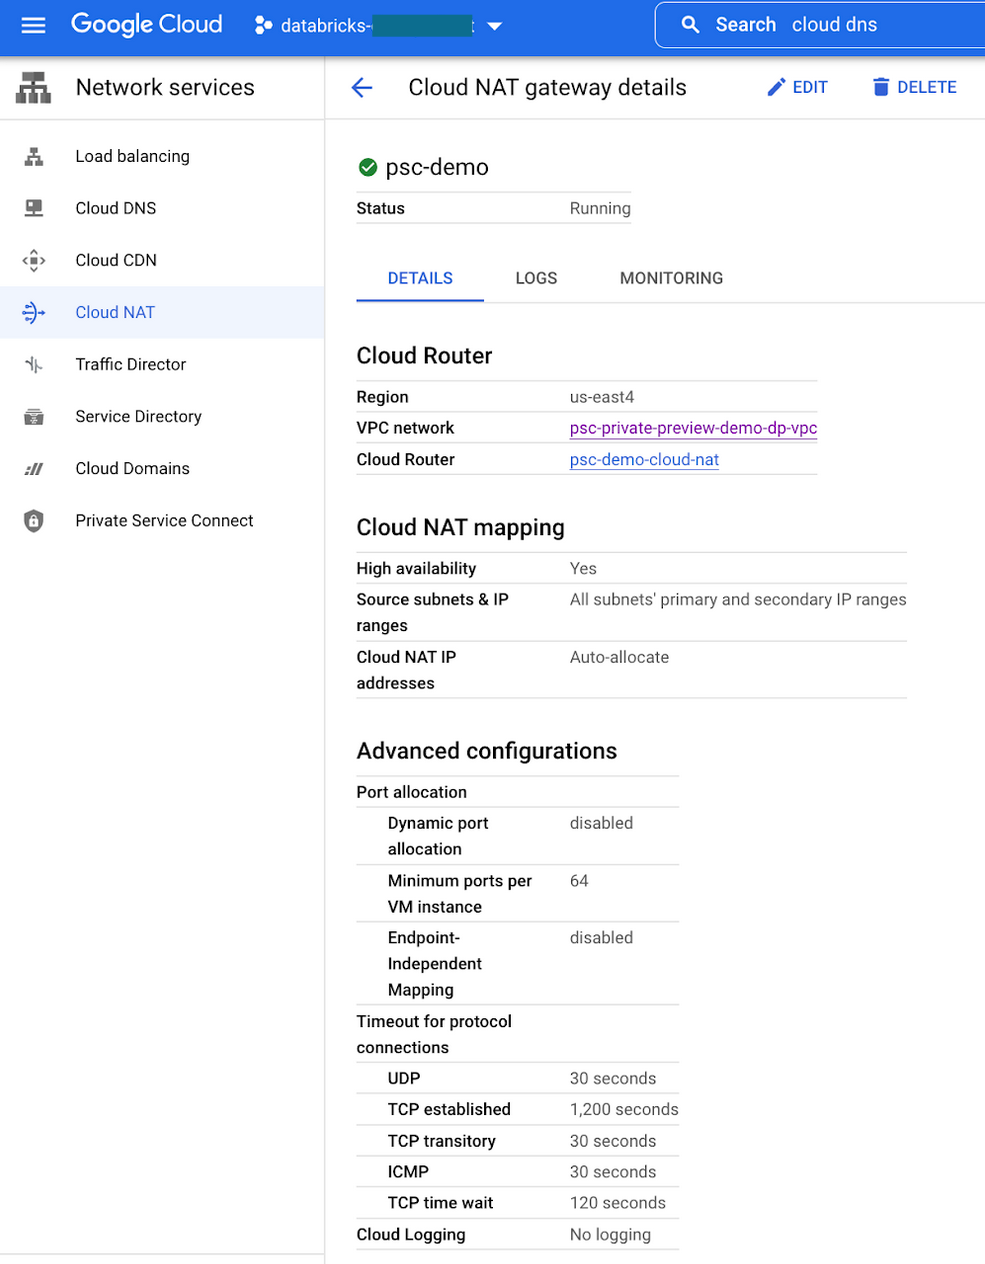 Google Cloud
databricks-
Search cloud dns
Network services
Cloud NAT gateway details
EDIT
DELETE
Load balancing
Cloud DNS
Cloud CDN
Cloud NAT
Traffic Director
Service Directory
Cloud Domains
Private Service Connect
psc-demo
Status Running
DETAILS LOGS MONITORING
Cloud Router
Region us-east4
VPC network psc-private-preview-demo-dp-vpc
Cloud Router psc-demo-cloud-nat
Cloud NAT mapping
High availability Yes
Source subnets & IP All subnets' primary and secondary IP ranges
ranges
Cloud NAT IP Auto-allocate
addresses
Advanced configurations
Port allocation
Dynamic port disabled
allocation
Minimum ports per 64
VM instance
Endpoint- disabled
Independent
Mapping
Timeout for protocol
connections
UDP 30 seconds
TCP established 1,200 seconds
TCP transitory 30 seconds
ICMP 30 seconds
TCP time wait 120 seconds
Cloud Logging No logging